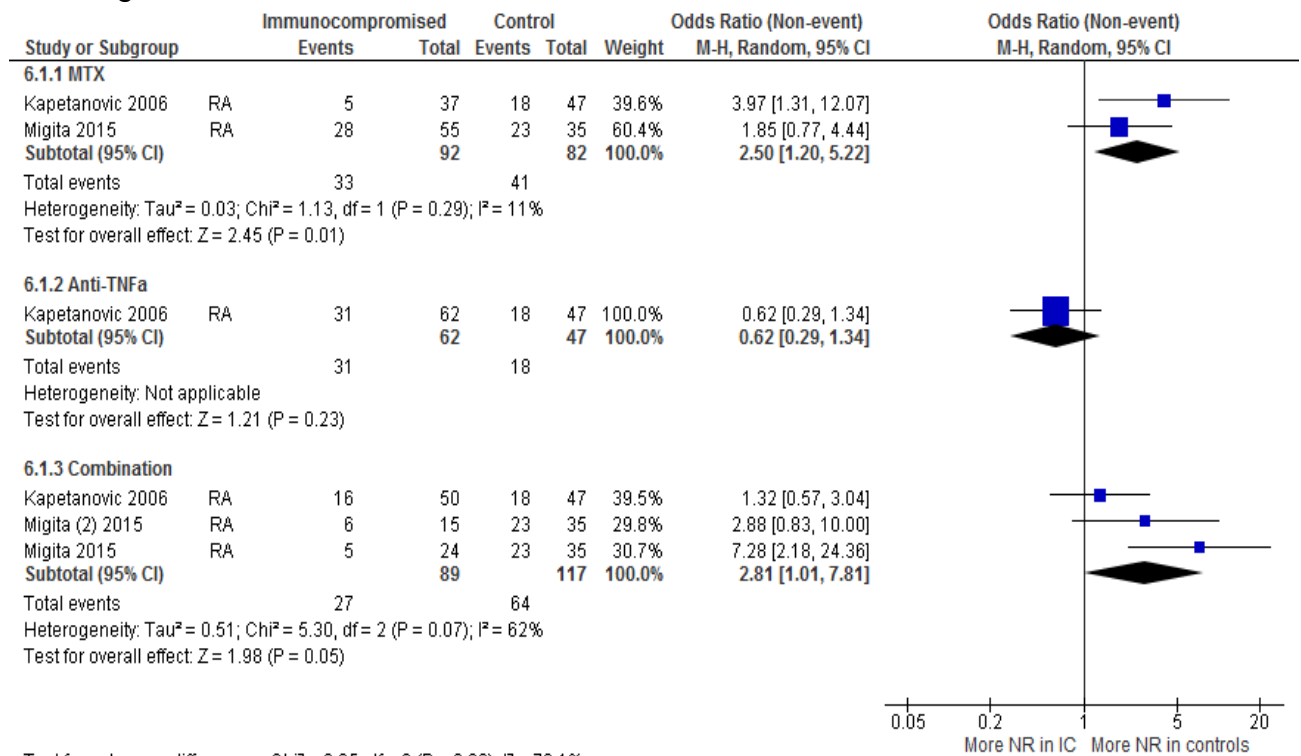 Immunocompromised Control Odds Ratio (Non-event) Odds Ratio (Non-event)
Study or Subgroup Events Total Events Total Weight M-H, Random, 95% CI M-H, Random, 95% CI
6.1.1 MTX
Kapetanovic 2006 RA 5 37 18 47 39.6% 3.97 [1.31, 12.07]
Migita 2015 RA 28 55 23 35 60.4% 1.85 [0.77, 4.44]
Subtotal (95% CI) 92 82 100.0% 2.50 [1.20, 5.22]
Total events 33 41
Heterogeneity: Tau² = 0.03; Chi² = 1.13, df = 1 (P = 0.29); I² = 11%
Test for overall effect: Z = 2.45 (P = 0.01)
6.1.2 Anti-TNFa
Kapetanovic 2006 RA 31 62 18 47 100.0% 0.62 [0.29, 1.34]
Subtotal (95% CI) 62 47 100.0% 0.62 [0.29, 1.34]
Total events 31 18
Heterogeneity: Not applicable
Test for overall effect: Z = 1.21 (P = 0.23)
6.1.3 Combination
Kapetanovic 2006 RA 16 50 18 47 39.5% 1.32 [0.57, 3.04]
Migita (2) 2015 RA 6 15 23 35 29.8% 2.88 [0.83, 10.00]
Migita 2015 RA 5 24 23 35 30.7% 7.28 [2.18, 24.36]
Subtotal (95% CI) 89 117 100.0% 2.81 [1.01, 7.81]
Total events 27 64
Heterogeneity: Tau² = 0.51; Chi² = 5.30, df = 2 (P = 0.07); I² = 62%
Test for overall effect: Z = 1.98 (P = 0.05)
0.05 0.2 1 5 20
More NR in IC More NR in controls